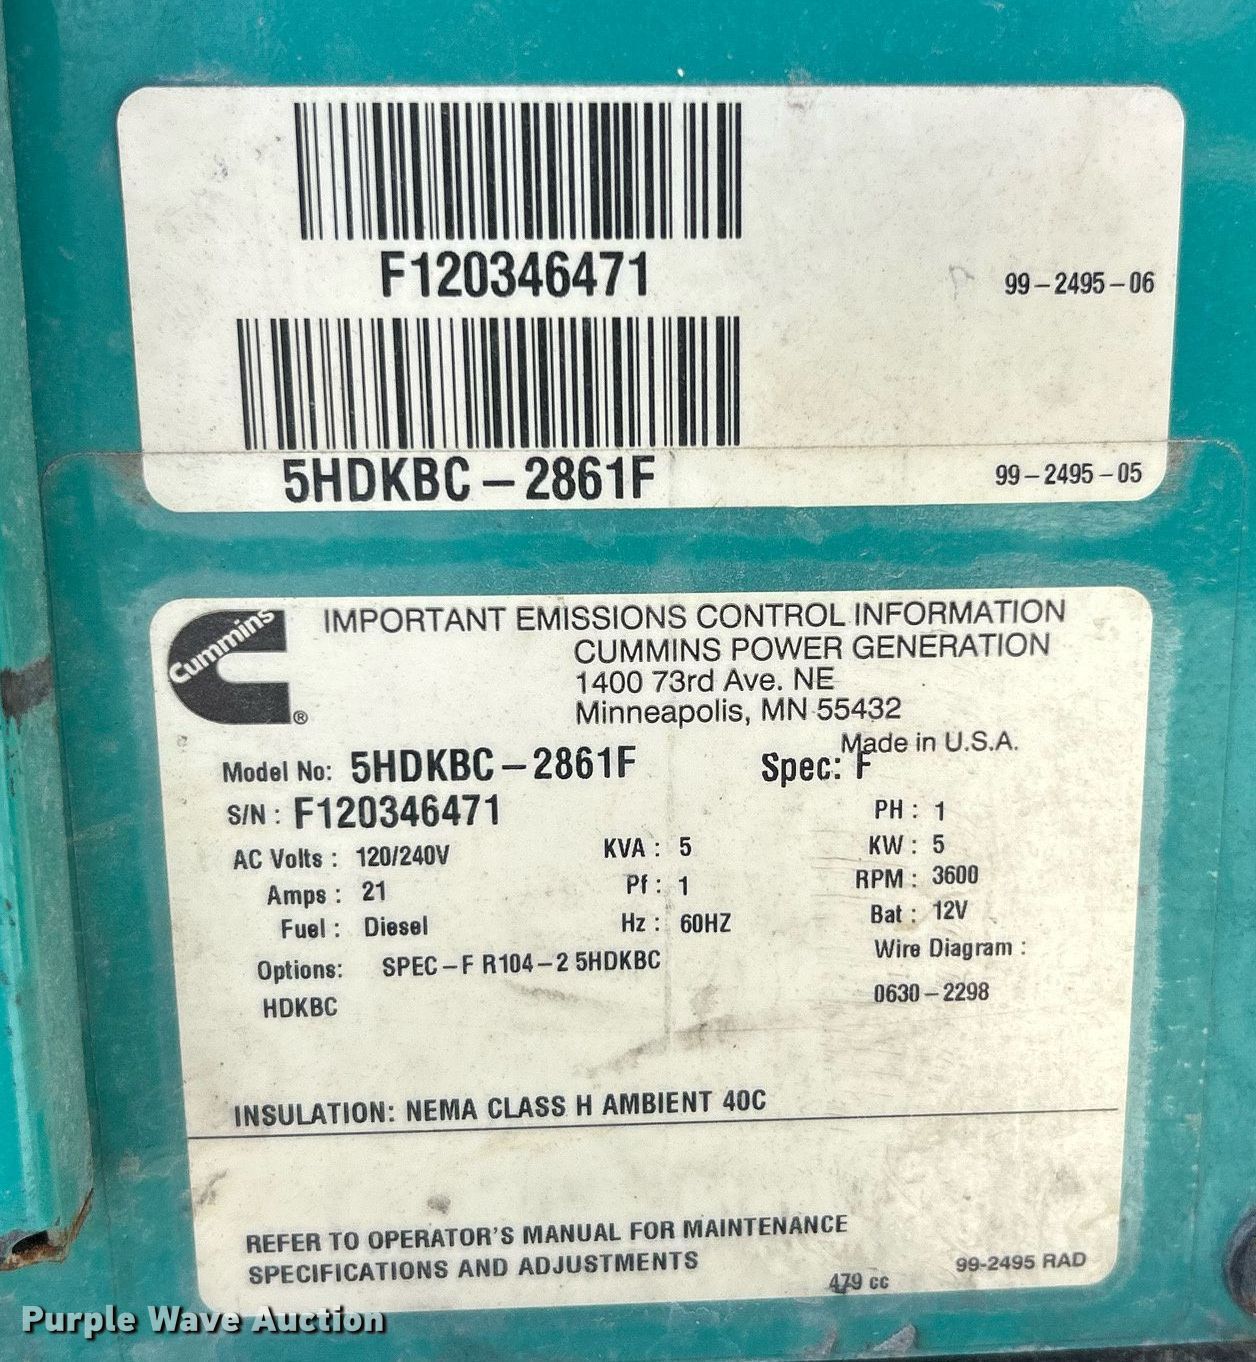 F120346471
99-2495-06
5HDKBC-2861F
99-2495-05
Cummins
®
IMPORTANT EMISSIONS CONTROL INFORMATION
CUMMINS POWER GENERATION
1400 73rd Ave. NE
Minneapolis, MN 55432
Made in U.S.A.
Model No: 5HDKBC-2861F Spec: F
S/N: F120346471 PH: 1
AC Volts: 120/240V KVA: 5 KW: 5
Amps: 21 Pf: 1 RPM: 3600
Fuel: Diesel Hz: 60HZ Bat: 12V
Options: SPEC-F R104-2 5HDKBC Wire Diagram:
HDKBC 0630-2298
INSULATION: NEMA CLASS H AMBIENT 40C
REFER TO OPERATOR'S MANUAL FOR MAINTENANCE
SPECIFICATIONS AND ADJUSTMENTS
479 cc 99-2495 RAD
Purple Wave Auction